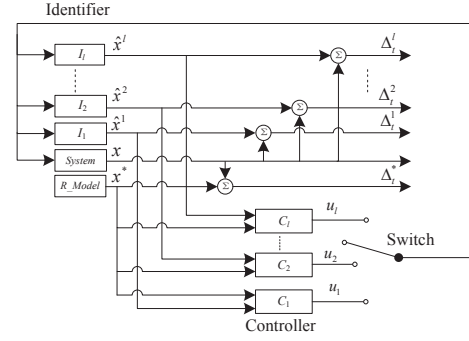 Identifier
I_l x̂^l Σ Δ_t^l
I_2 x̂^2 Σ Δ_t^2
I_1 x̂^1 Σ Δ_t^1
System x
R_Model x^* Σ Δ_t^*
C_l u_l
Switch
C_2 u_2
C_1 u_1
Controller